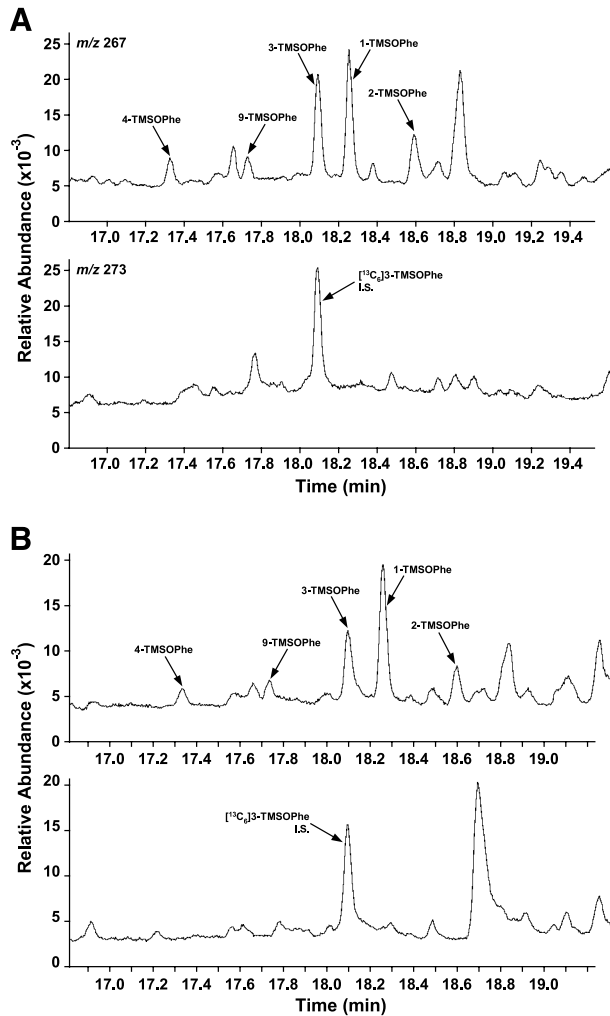 A
m/z 267
3-TMSOPhe
1-TMSOPhe
2-TMSOPhe
4-TMSOPhe
9-TMSOPhe
25
20
15
10
5
0
17.0 17.2 17.4 17.6 17.8 18.0 18.2 18.4 18.6 18.8 19.0 19.2 19.4
Relative Abundance (x10-3)
m/z 273
[13C6]3-TMSOPhe
I.S.
25
20
15
10
5
0
17.0 17.2 17.4 17.6 17.8 18.0 18.2 18.4 18.6 18.8 19.0 19.2 19.4
Time (min)
B
1-TMSOPhe
3-TMSOPhe
2-TMSOPhe
4-TMSOPhe
9-TMSOPhe
20
15
10
5
0
17.0 17.2 17.4 17.6 17.8 18.0 18.2 18.4 18.6 18.8 19.0
Relative Abundance (x10-3)
[13C6]3-TMSOPhe
I.S.
20
15
10
5
0
17.0 17.2 17.4 17.6 17.8 18.0 18.2 18.4 18.6 18.8 19.0
Time (min)